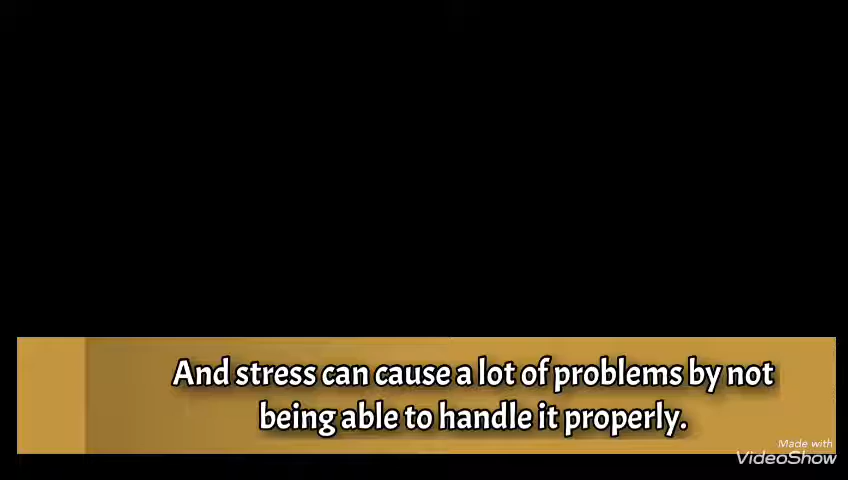 And stress can cause a lot of problems by not
being able to handle it properly.
Made with
VideoShow